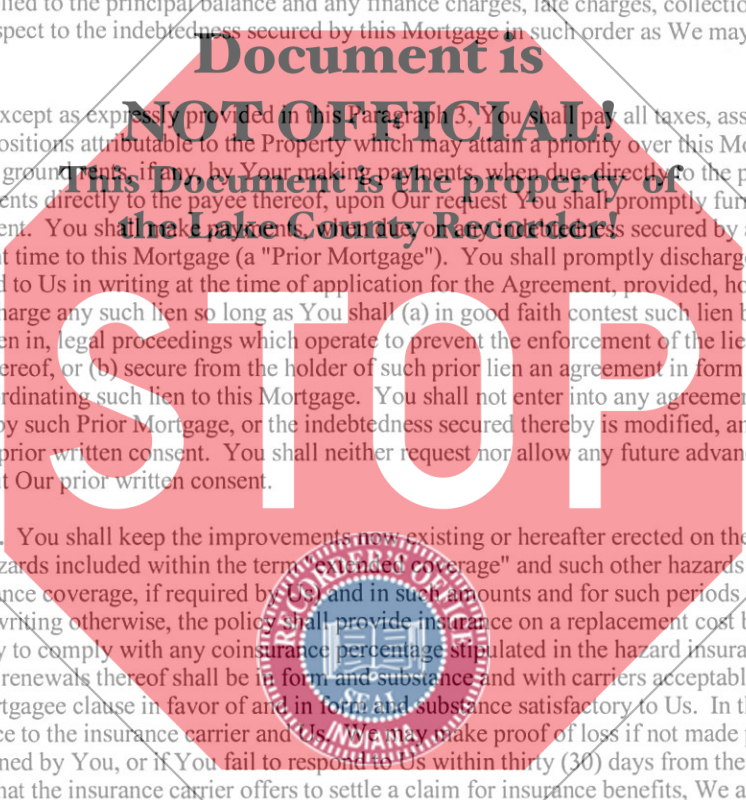 lied to the principal balance and any finance charges, late charges, collectio
spect to the indebtedness secured by this Mortgage in such order as We may
Document is
NOT OFFICIAL!
This Document is the property of
the Lake County Recorder!
xcept as expressly provided in this Paragraph 3, You shall pay all taxes, ass
ositions attributable to the Property which may attain a priority over this Mo
ground rents, if any, by Your making payments, when due, directly to the p
ents directly to the payee thereof, upon Our request You shall promptly furn
ent. You shall make payments, when due, on any indebtedness secured by a
t time to this Mortgage (a "Prior Mortgage"). You shall promptly discharge
d to Us in writing at the time of application for the Agreement, provided, ho
harge any such lien so long as You shall (a) in good faith contest such lien b
en in, legal proceedings which operate to prevent the enforcement of the lie
ereof, or (b) secure from the holder of such prior lien an agreement in form
rdinating such lien to this Mortgage. You shall not enter into any agreemen
by such Prior Mortgage, or the indebtedness secured thereby is modified, an
prior written consent. You shall neither request nor allow any future advan
t Our prior written consent.
STOP
. You shall keep the improvements now existing or hereafter erected on the
zards included within the term "extended coverage" and such other hazards
nce coverage, if required by Us) and in such amounts and for such periods
writing otherwise, the policy shall provide insurance on a replacement cost b
y to comply with any coinsurance percentage stipulated in the hazard insura
renewals thereof shall be in form and substance and with carriers acceptabl
rtgagee clause in favor of and in form and substance satisfactory to Us. In th
ce to the insurance carrier and Us. We may make proof of loss if not made p
ned by You, or if You fail to respond to Us within thirty (30) days from the
hat the insurance carrier offers to settle a claim for insurance benefits, We a
RECORDER'S OFFICE
SEAL
INDIANA